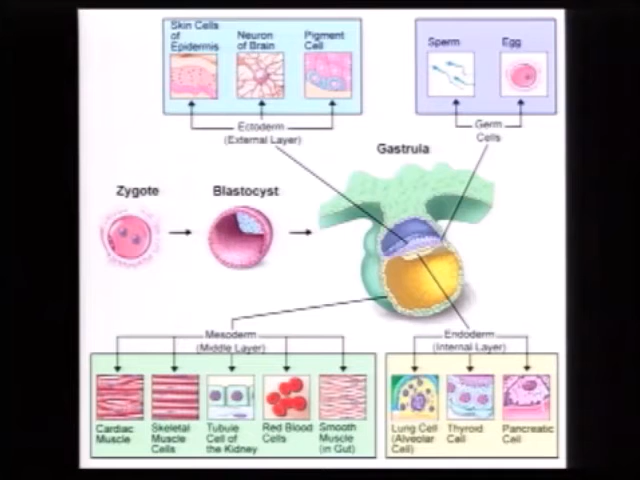 Skin Cells
of
Epidermis
Neuron
of Brain
Pigment
Cell
Sperm
Egg
Ectoderm
(External Layer)
Germ
Cells
Gastrula
Zygote
Blastocyst
Mesoderm
(Middle Layer)
Endoderm
(Internal Layer)
Cardiac
Muscle
Skeletal
Muscle
Cells
Tubule
Cell of
the Kidney
Red Blood
Cells
Smooth
Muscle
(in Gut)
Lung Cell
(Alveolar
Cell)
Thyroid
Cell
Pancreatic
Cell